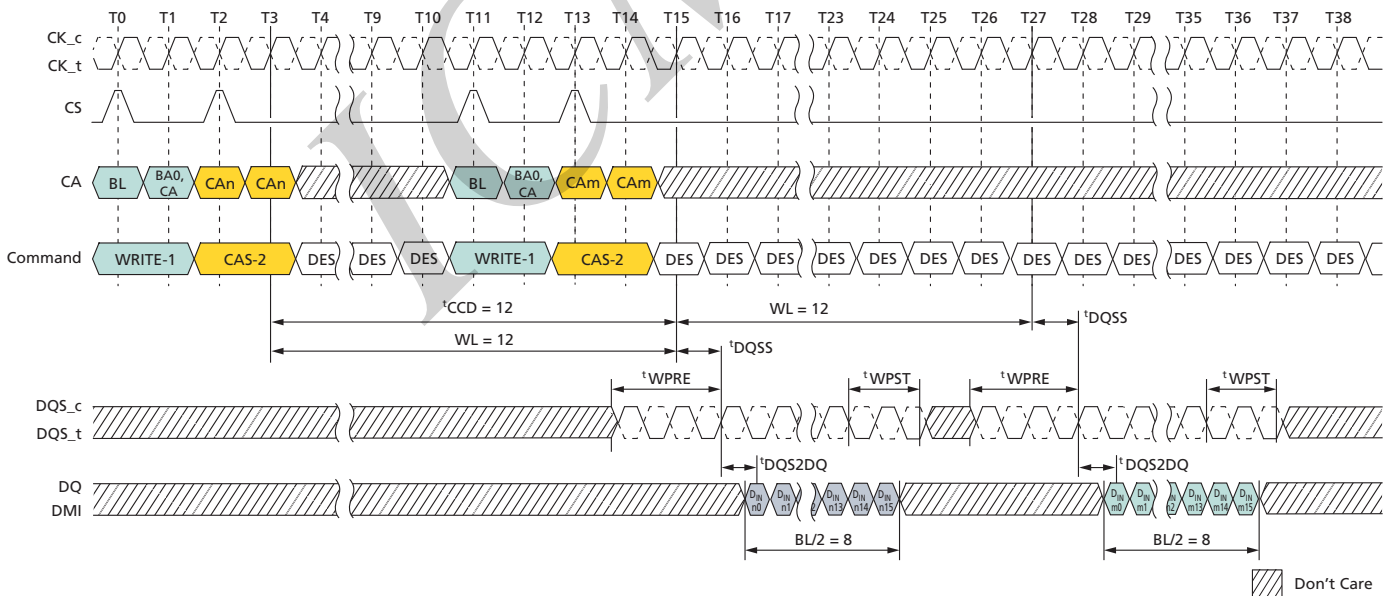 T0 T1 T2 T3 T4 T9 T10 T11 T12 T13 T14 T15 T16 T17 T23 T24 T25 T26 T27 T28 T29 T35 T36 T37 T38
CK_c
CK_t
CS
CA BL BA0, CA CAn CAn BL BA0, CA CAm CAm
Command WRITE-1 CAS-2 DES DES DES WRITE-1 CAS-2 DES DES DES DES DES DES DES DES DES DES DES DES DES DES
tCCD = 12 WL = 12 tDQSS
WL = 12 tDQSS
tWPRE tWPST tWPRE tWPST
DQS_c
DQS_t
tDQS2DQ tDQS2DQ
DQ
DMI
DIN n0 DIN n1 DIN n13 DIN n14 DIN n15 DIN m0 DIN m1 DIN m13 DIN m14 DIN m15
BL/2 = 8 BL/2 = 8
Don't Care